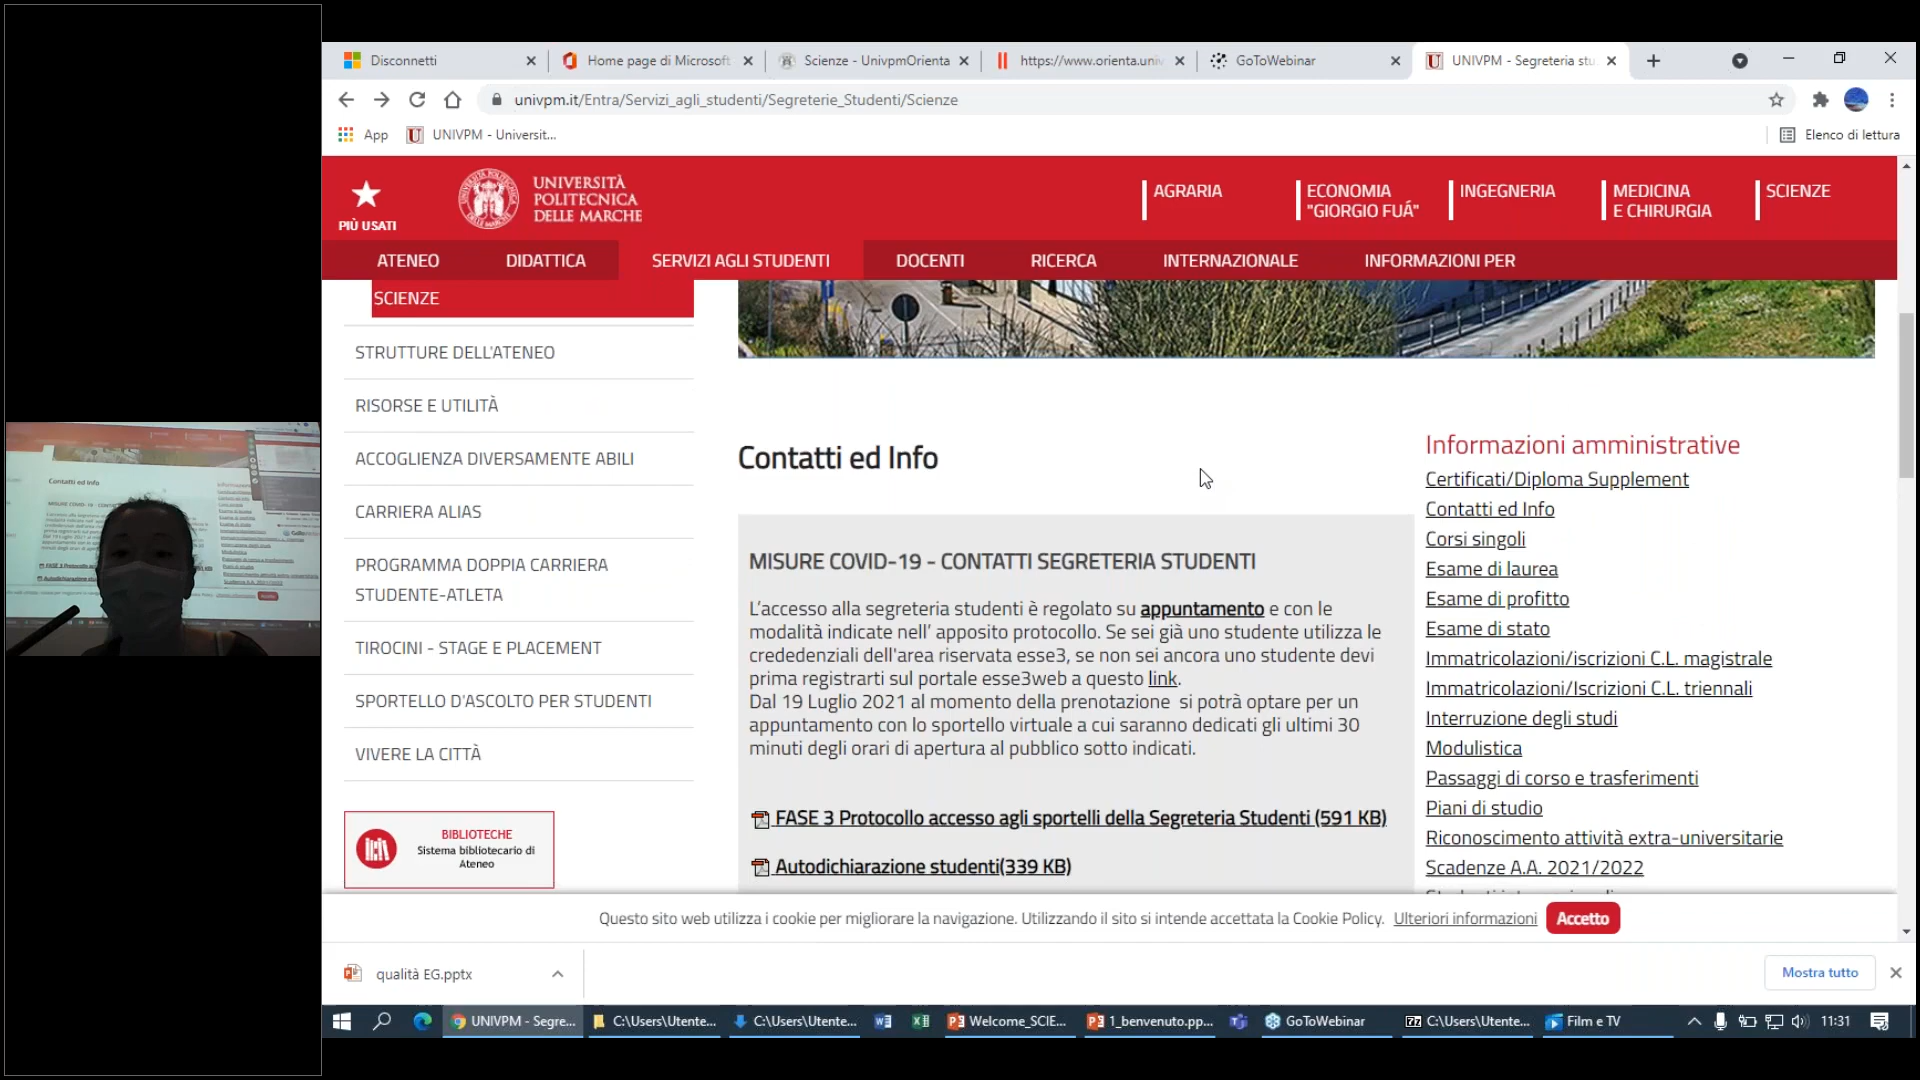 Disconnetti
Home page di Microsoft
Scienze - UnivpmOrienta
https://www.orienta.univ
GoToWebinar
UNIVPM - Segreteria stu
univpm.it/Entra/Servizi_agli_studenti/Segreterie_Studenti/Scienze
App
UNIVPM - Universit...
Elenco di lettura
PIÙ USATI
UNIVERSITÀ
POLITECNICA
DELLE MARCHE
AGRARIA
ECONOMIA
"GIORGIO FUÁ"
INGEGNERIA
MEDICINA
E CHIRURGIA
SCIENZE
ATENEO
DIDATTICA
SERVIZI AGLI STUDENTI
DOCENTI
RICERCA
INTERNAZIONALE
INFORMAZIONI PER
SCIENZE
STRUTTURE DELL'ATENEO
RISORSE E UTILITÀ
ACCOGLIENZA DIVERSAMENTE ABILI
CARRIERA ALIAS
PROGRAMMA DOPPIA CARRIERA
STUDENTE-ATLETA
TIROCINI - STAGE E PLACEMENT
SPORTELLO D'ASCOLTO PER STUDENTI
VIVERE LA CITTÀ
BIBLIOTECHE
Sistema bibliotecario di
Ateneo
Contatti ed Info
MISURE COVID-19 - CONTATTI SEGRETERIA STUDENTI
L'accesso alla segreteria studenti è regolato su appuntamento e con le
modalità indicate nell' apposito protocollo. Se sei già uno studente utilizza le
crededenziali dell'area riservata esse3, se non sei ancora uno studente devi
prima registrarti sul portale esse3web a questo link.
Dal 19 Luglio 2021 al momento della prenotazione si potrà optare per un
appuntamento con lo sportello virtuale a cui saranno dedicati gli ultimi 30
minuti degli orari di apertura al pubblico sotto indicati.
FASE 3 Protocollo accesso agli sportelli della Segreteria Studenti (591 KB)
Autodichiarazione studenti(339 KB)
Informazioni amministrative
Certificati/Diploma Supplement
Contatti ed Info
Corsi singoli
Esame di laurea
Esame di profitto
Esame di stato
Immatricolazioni/iscrizioni C.L. magistrale
Immatricolazioni/Iscrizioni C.L. triennali
Interruzione degli studi
Modulistica
Passaggi di corso e trasferimenti
Piani di studio
Riconoscimento attività extra-universitarie
Scadenze A.A. 2021/2022
Questo sito web utilizza i cookie per migliorare la navigazione. Utilizzando il sito si intende accettata la Cookie Policy. Ulteriori informazioni
Accetto
qualità EG.pptx
Mostra tutto
UNIVPM - Segre...
C:\Users\Utente...
C:\Users\Utente...
Welcome_SCIE...
1_benvenuto.pp...
GoToWebinar
C:\Users\Utente...
Film e TV
11:31